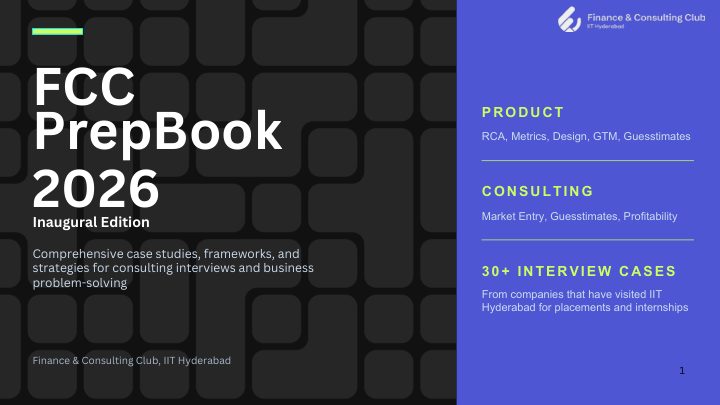 FCC
PrepBook
2026
Inaugural Edition
Comprehensive case studies, frameworks, and
strategies for consulting interviews and business
problem-solving
Finance & Consulting Club, IIT Hyderabad
Finance & Consulting Club
IIT Hyderabad
PRODUCT
RCA, Metrics, Design, GTM, Guesstimates
CONSULTING
Market Entry, Guesstimates, Profitability
30+ INTERVIEW CASES
From companies that have visited IIT
Hyderabad for placements and internships
1